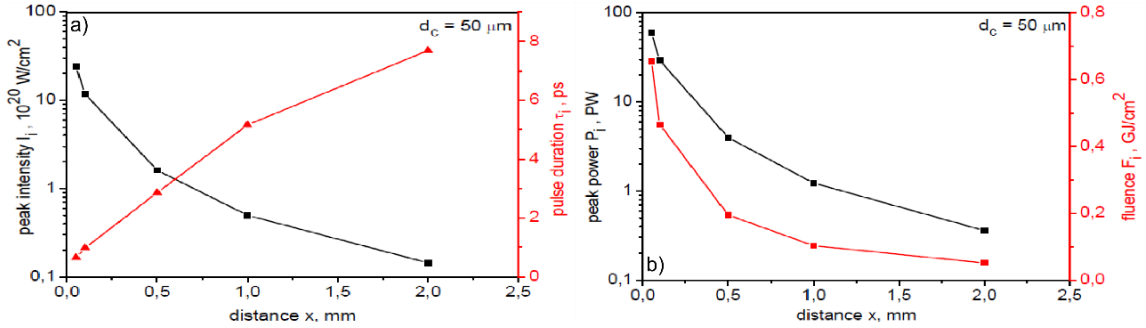 a)
d_c = 50 μm
peak intensity I_i , 10^20 W/cm^2
100
10
1
0,1
pulse duration τ_i , ps
8
6
4
2
0
0,0 0,5 1,0 1,5 2,0 2,5
distance x, mm
b)
d_c = 50 μm
peak power P_i , PW
100
10
1
0,1
fluence F_i , GJ/cm^2
0,8
0,6
0,4
0,2
0,0
0,0 0,5 1,0 1,5 2,0 2,5
distance x, mm